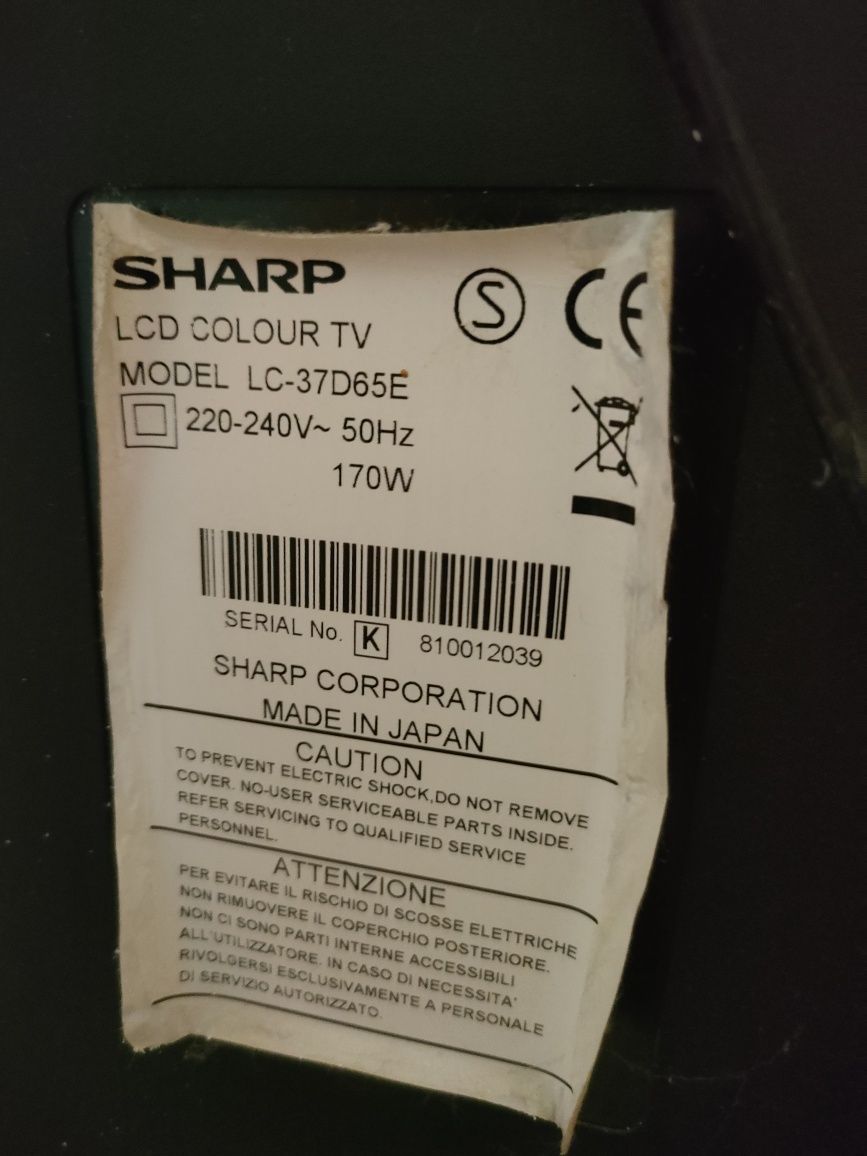 SHARP
LCD COLOUR TV
MODEL LC-37D65E
220-240V~ 50Hz
170W
S
CE
SERIAL No. K 810012039
SHARP CORPORATION
MADE IN JAPAN
CAUTION
TO PREVENT ELECTRIC SHOCK,DO NOT REMOVE
COVER. NO-USER SERVICEABLE PARTS INSIDE.
REFER SERVICING TO QUALIFIED SERVICE
PERSONNEL.
ATTENZIONE
PER EVITARE IL RISCHIO DI SCOSSE ELETTRICHE
NON RIMUOVERE IL COPERCHIO POSTERIORE.
NON CI SONO PARTI INTERNE ACCESSIBILI
ALL'UTILIZZATORE. IN CASO DI NECESSITA'
RIVOLGERSI ESCLUSIVAMENTE A PERSONALE
DI SERVIZIO AUTORIZZATO.